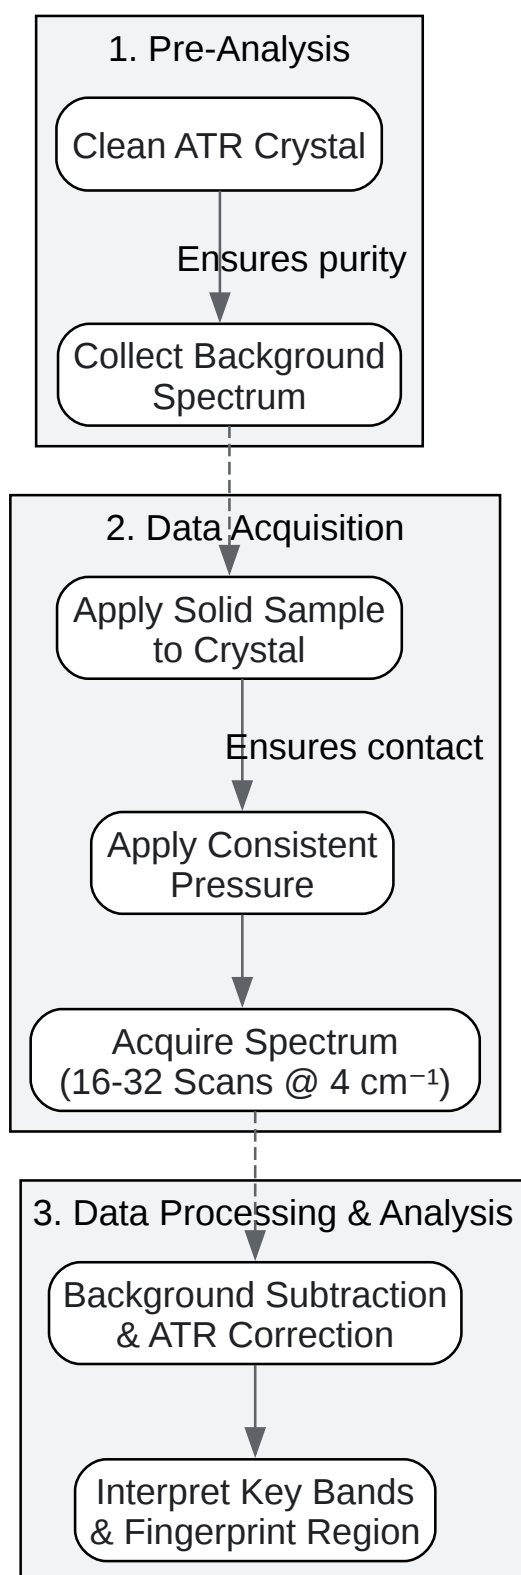 1. Pre-Analysis
Clean ATR Crystal
Ensures purity
Collect Background
Spectrum
2. Data Acquisition
Apply Solid Sample
to Crystal
Ensures contact
Apply Consistent
Pressure
Acquire Spectrum
(16-32 Scans @ 4 cm⁻¹)
3. Data Processing & Analysis
Background Subtraction
& ATR Correction
Interpret Key Bands
& Fingerprint Region